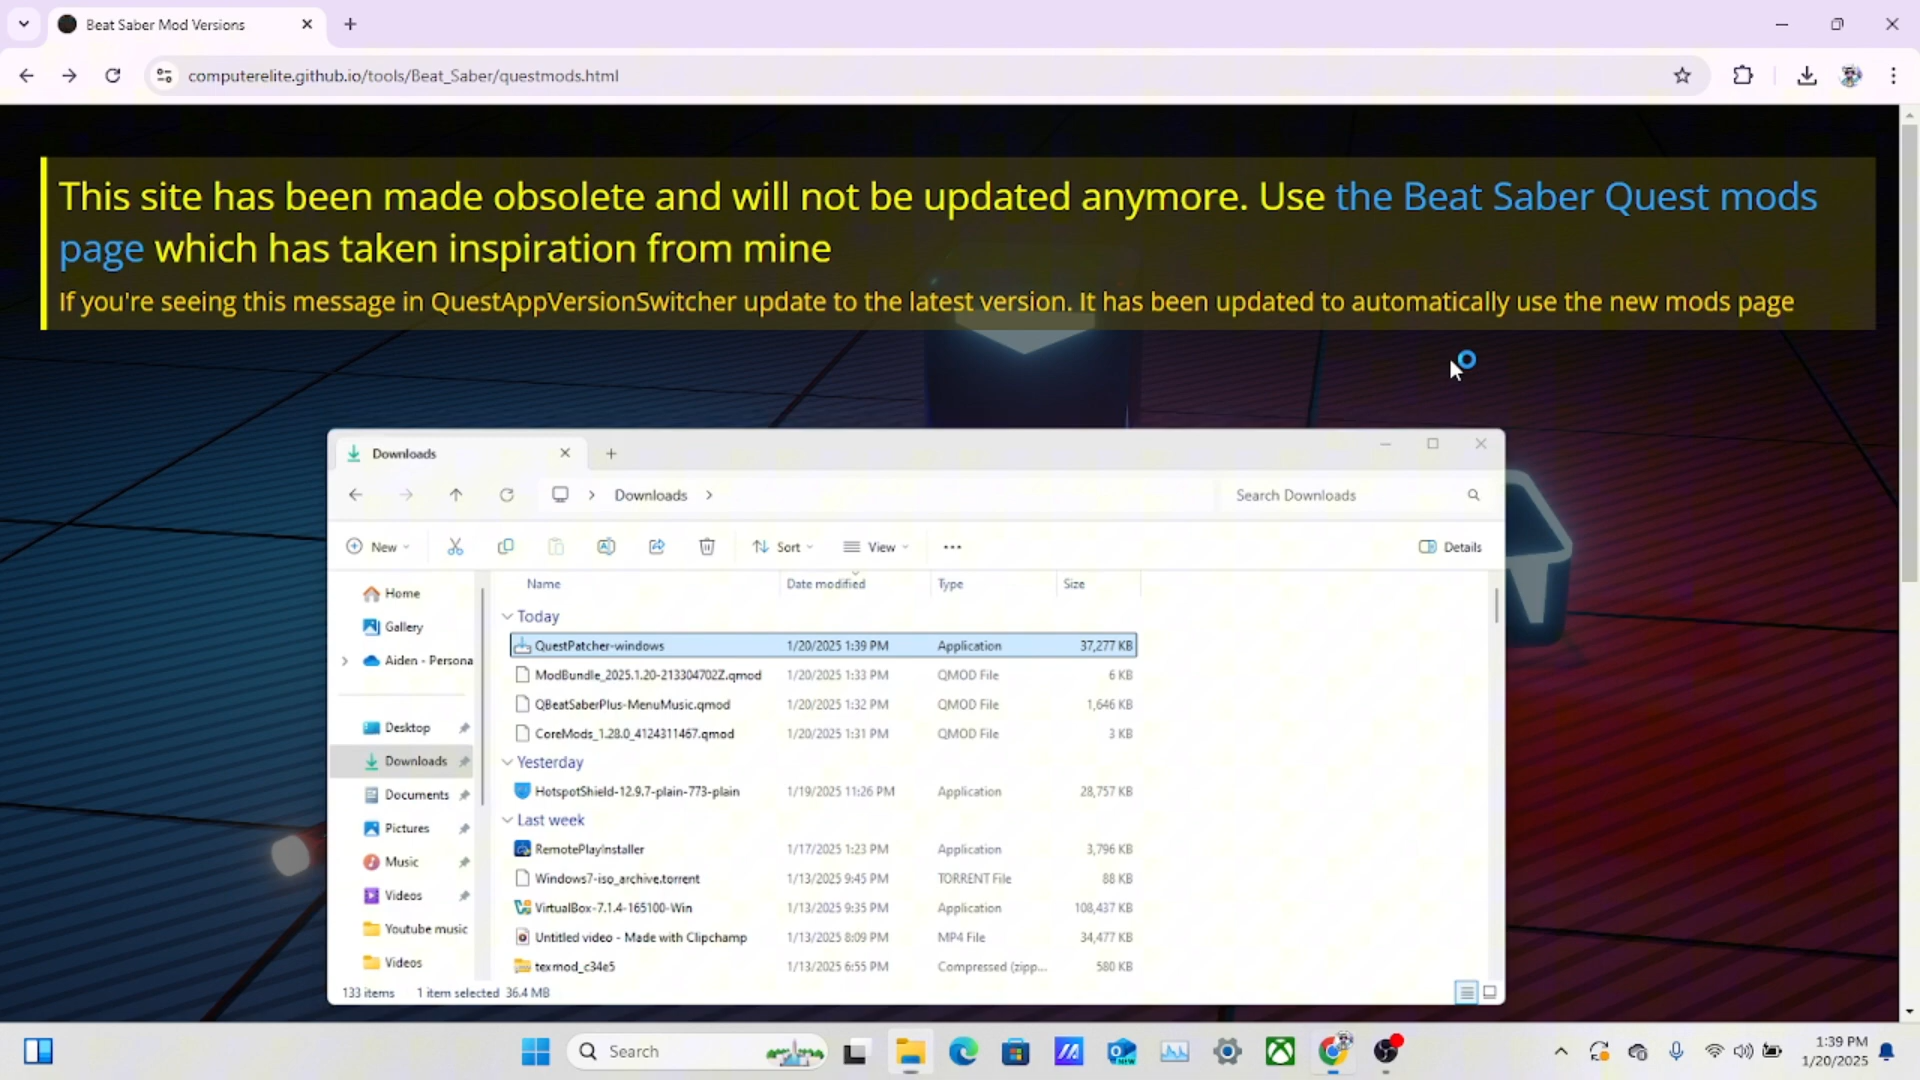 Beat Saber Mod Versions
computerelite.github.io/tools/Beat_Saber/questmods.html
This site has been made obsolete and will not be updated anymore. Use the Beat Saber Quest mods
page which has taken inspiration from mine
If you're seeing this message in QuestAppVersionSwitcher update to the latest version. It has been updated to automatically use the new mods page
Downloads
Downloads
Search Downloads
New
Sort
View
Details
Name Date modified Type Size
Home
Gallery
Aiden - Persona
Desktop
Downloads
Documents
Pictures
Music
Videos
Youtube music
Videos
Today
QuestPatcher-windows 1/20/2025 1:39 PM Application 37,277 KB
ModBundle_2025.1.20-213304702Z.qmod 1/20/2025 1:33 PM QMOD File 6 KB
QBeatSaberPlus-MenuMusic.qmod 1/20/2025 1:32 PM QMOD File 1,646 KB
CoreMods_1.28.0_4124311467.qmod 1/20/2025 1:31 PM QMOD File 3 KB
Yesterday
HotspotShield-12.9.7-plain-773-plain 1/19/2025 11:26 PM Application 28,757 KB
Last week
RemotePlayInstaller 1/17/2025 1:23 PM Application 3,796 KB
Windows7-iso_archive.torrent 1/13/2025 9:45 PM TORRENT File 88 KB
VirtualBox-7.1.4-165100-Win 1/13/2025 9:35 PM Application 108,437 KB
Untitled video - Made with Clipchamp 1/13/2025 8:09 PM MP4 File 34,477 KB
texmod_c34e5 1/13/2025 6:55 PM Compressed (zipp... 580 KB
133 items 1 item selected 36.4 MB
Search
1:39 PM
1/20/2025